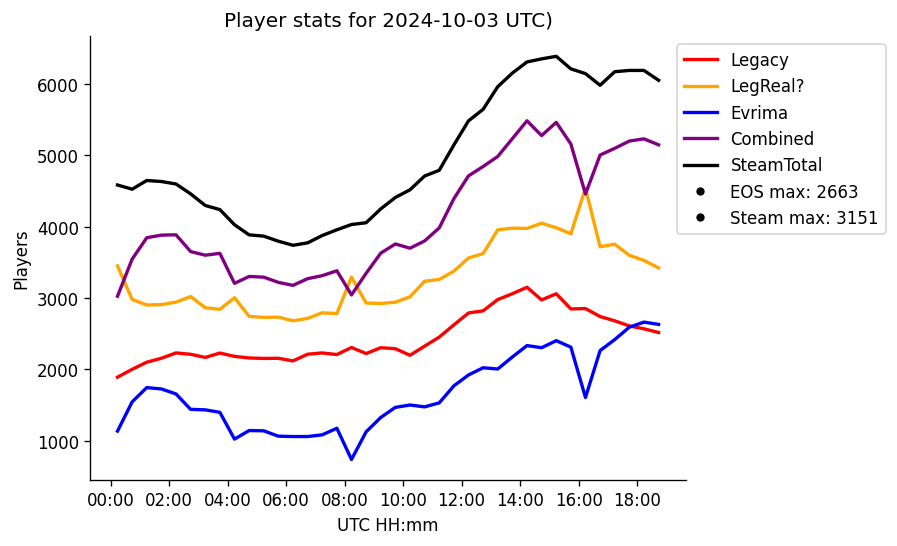 Player stats for 2024-10-03 UTC)
Legacy
LegReal?
Evrima
Combined
SteamTotal
EOS max: 2663
Steam max: 3151
Players
6000
5000
4000
3000
2000
1000
00:00 02:00 04:00 06:00 08:00 10:00 12:00 14:00 16:00 18:00
UTC HH:mm